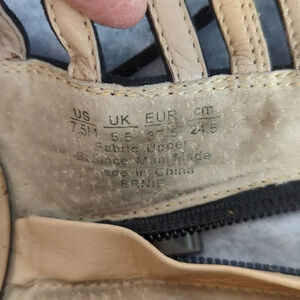 US UK EUR cm
7.5M 5.5 37.5 24.5
Fabric Upper
Balance Man Made
Made in China
ERNIE